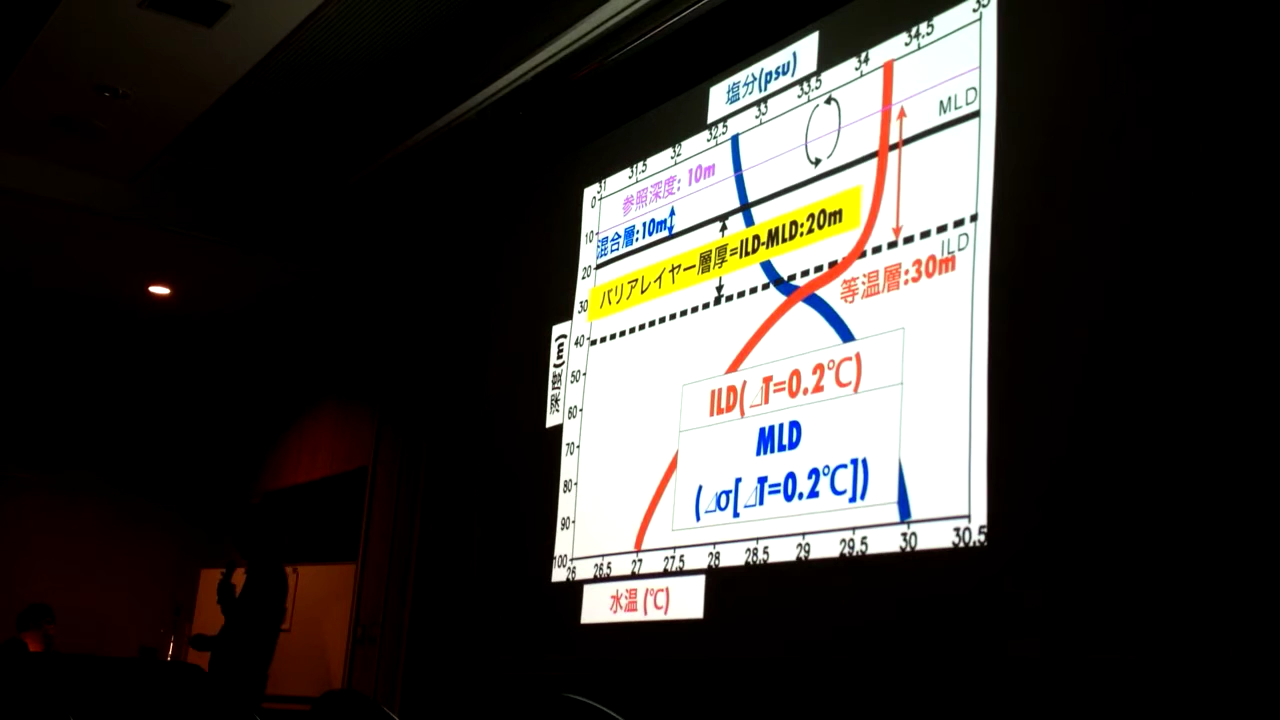 塩分(psu)
31 31.5 32 32.5 33 33.5 34 34.5 35
参照深度: 10m
MLD
混合層:10m
バリアレイヤー層厚=ILD-MLD:20m
ILD
等温層:30m
深度(m)
0
10
20
30
40
50
60
70
80
90
100
ILD(⊿T=0.2℃)
MLD
(⊿σ[⊿T=0.2℃])
26 26.5 27 27.5 28 28.5 29 29.5 30 30.5
水温 (℃)